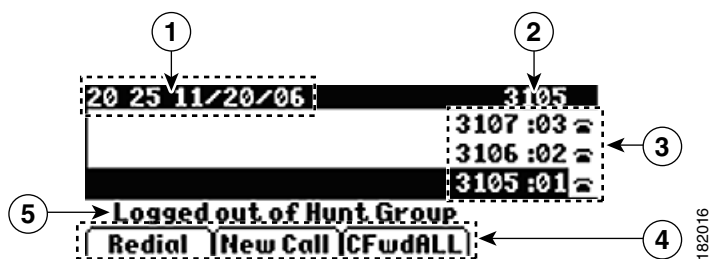 1 2
20 25 11/20/06 3105
3107 :03
3106 :02 3
3105 :01
5 Logged out of Hunt Group
Redial New Call CFwdALL 4
182016